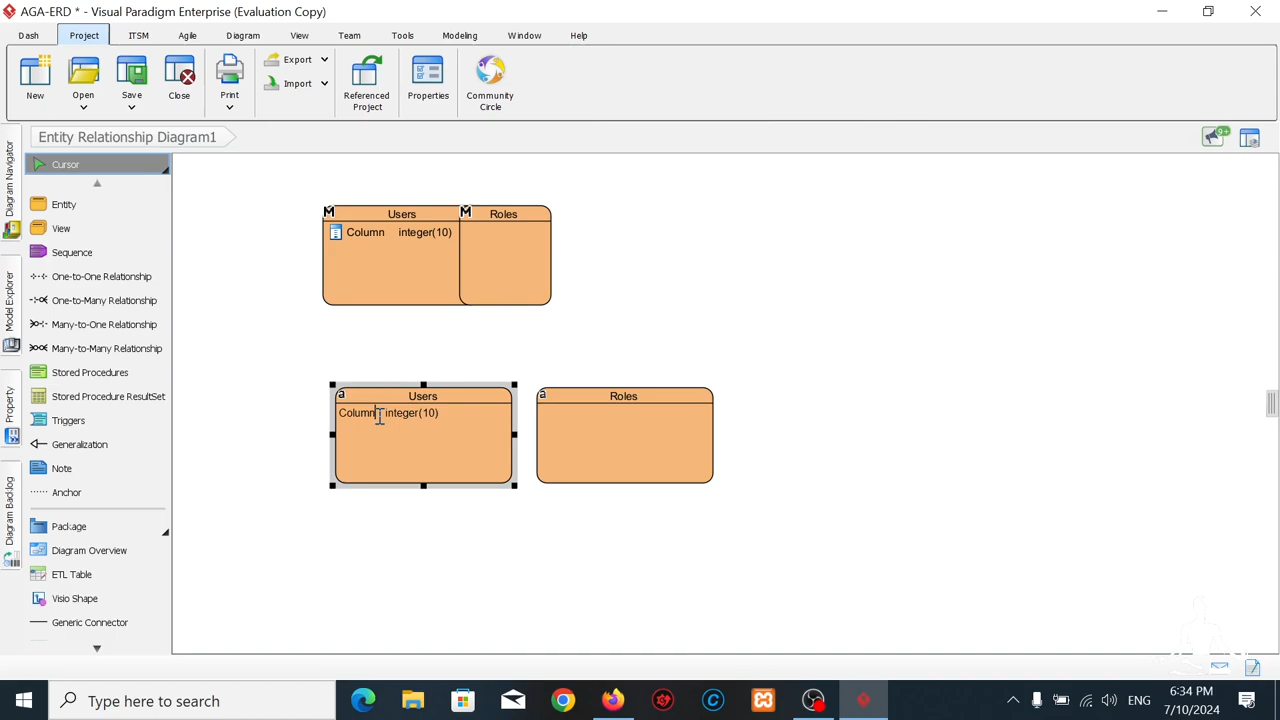 AGA-ERD * - Visual Paradigm Enterprise (Evaluation Copy)
Dash Project ITSM Agile Diagram View Team Tools Modeling Window Help
New Open Save Close Print Export Import Referenced Project Properties Community Circle
Entity Relationship Diagram1
9+
Diagram Navigator
Model Explorer
Property
Diagram Backlog
Cursor
Entity
View
Sequence
One-to-One Relationship
One-to-Many Relationship
Many-to-One Relationship
Many-to-Many Relationship
Stored Procedures
Stored Procedure ResultSet
Triggers
Generalization
Note
Anchor
Package
Diagram Overview
ETL Table
Visio Shape
Generic Connector
M Users M Roles
Column integer(10)
a Users a Roles
Column integer(10)
Type here to search
ENG
6:34 PM
7/10/2024